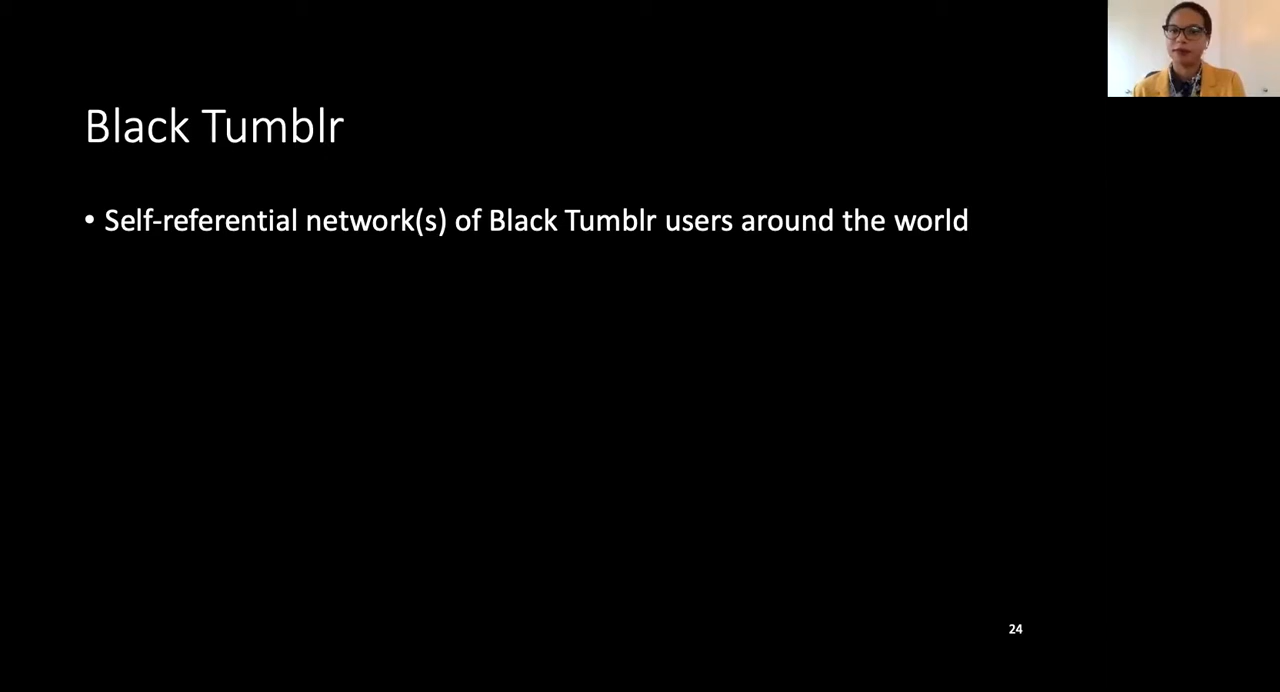 Black Tumblr
• Self-referential network(s) of Black Tumblr users around the world
24